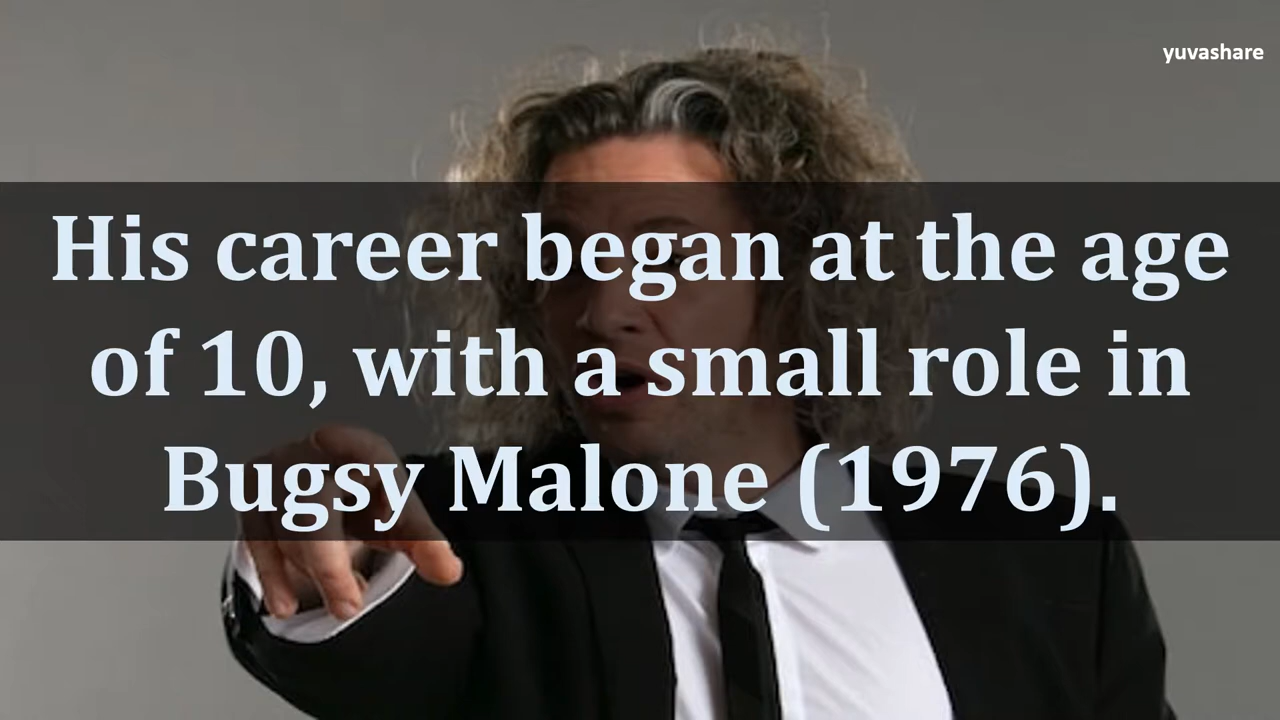 yuvashare
His career began at the age
of 10, with a small role in
Bugsy Malone (1976).